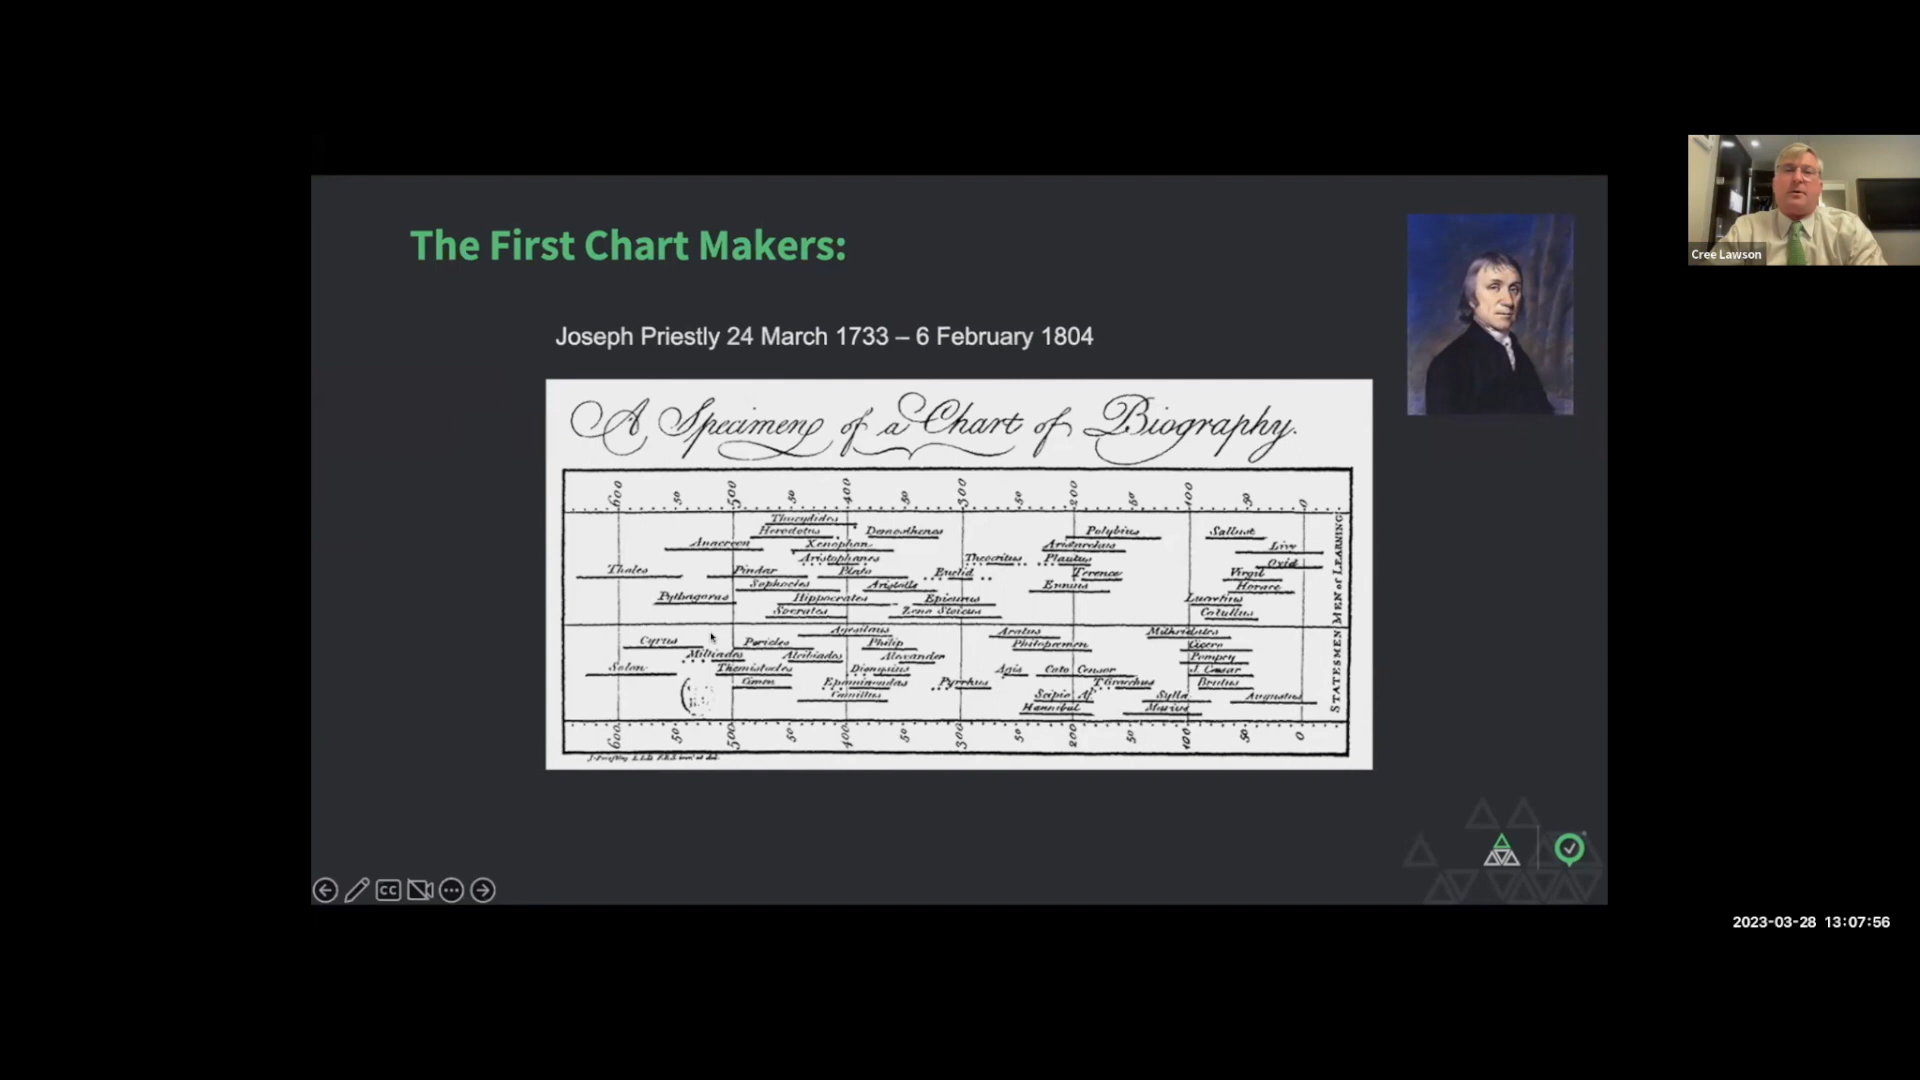 The First Chart Makers:
Joseph Priestly 24 March 1733 – 6 February 1804
A Specimen of a Chart of Biography.
600 50 500 50 400 50 300 50 200 50 100 50 0
Thucydides
Herodotus Demosthenes Polybius Sallust
Anacreon Xenophon Aristarchus Livy
Aristophanes Theocritus Plautus Ovid
Thales Pindar Plato Euclid Terence Virgil
Sophocles Aristotle Ennius Horace
Pythagoras Hippocrates Epicurus Lucretius
Socrates Zeno Stoicus Catullus
MEN of LEARNING
Agesilaus Aratus Mithridates
Cyrus Pericles Philip Philopœmen Cicero
Miltiades Alcibiades Alexander Pompey
Solon Themistocles Dionysius Agis Cato Censor J. Cæsar
Cimon Epaminondas Pyrrhus T. Gracchus Brutus
Camillus Scipio Af. Sylla Augustus
Hannibal Marius
STATESMEN
600 50 500 50 400 50 300 50 200 50 100 50 0
J. Priestley L.L.D. F.R.S.
CC
Cree Lawson
2023-03-28 13:07:56